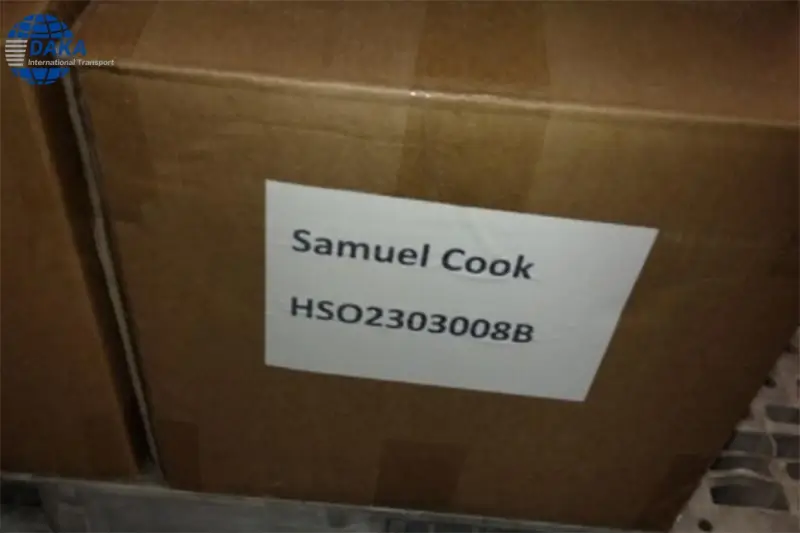 DAKA
International Transport
Samuel Cook
HSO2303008B